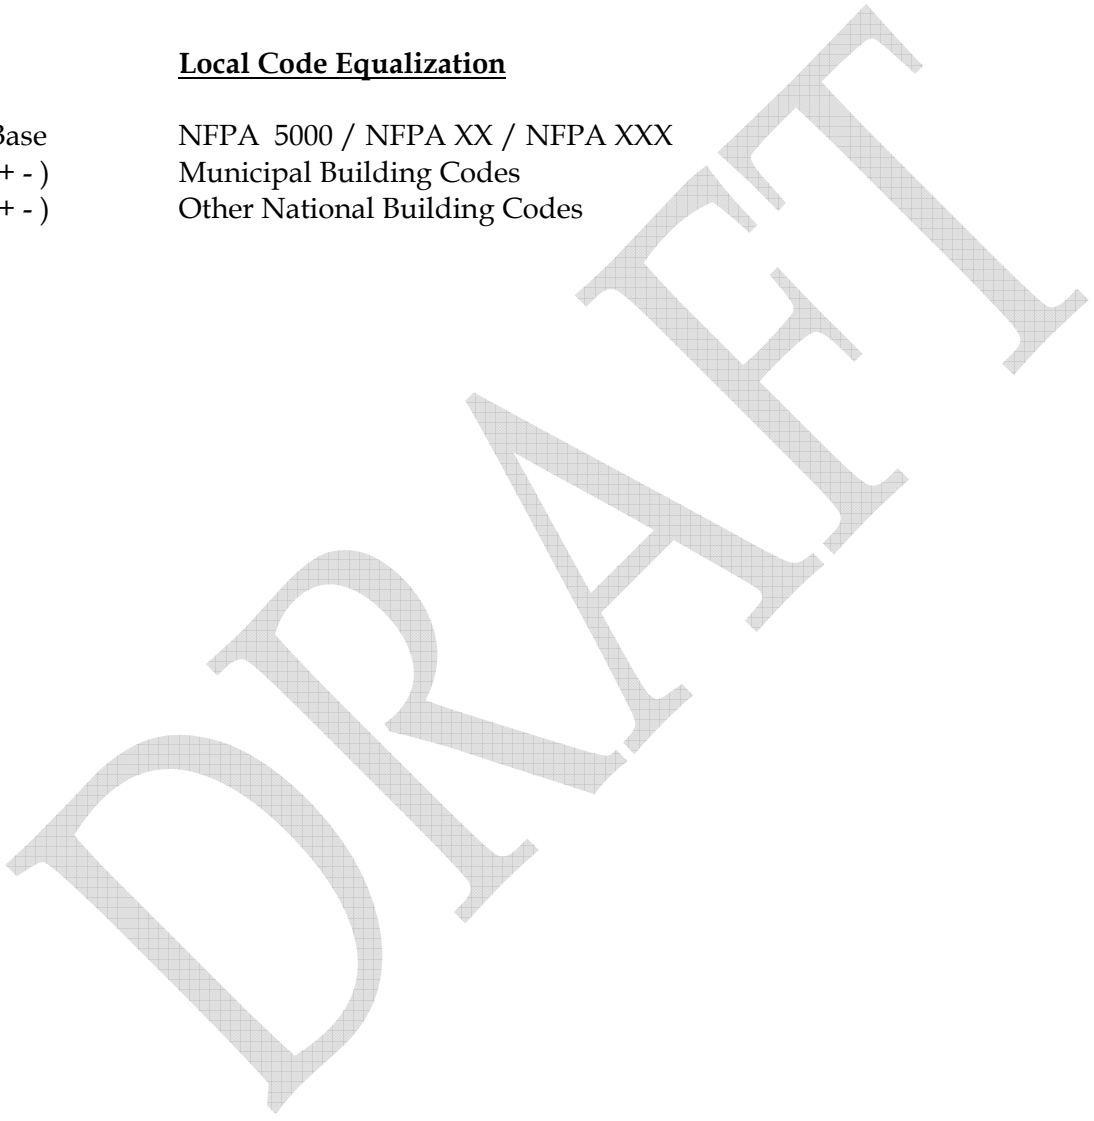 Local Code Equalization
Base NFPA 5000 / NFPA XX / NFPA XXX
+ - ) Municipal Building Codes
+ - ) Other National Building Codes
DRAFT